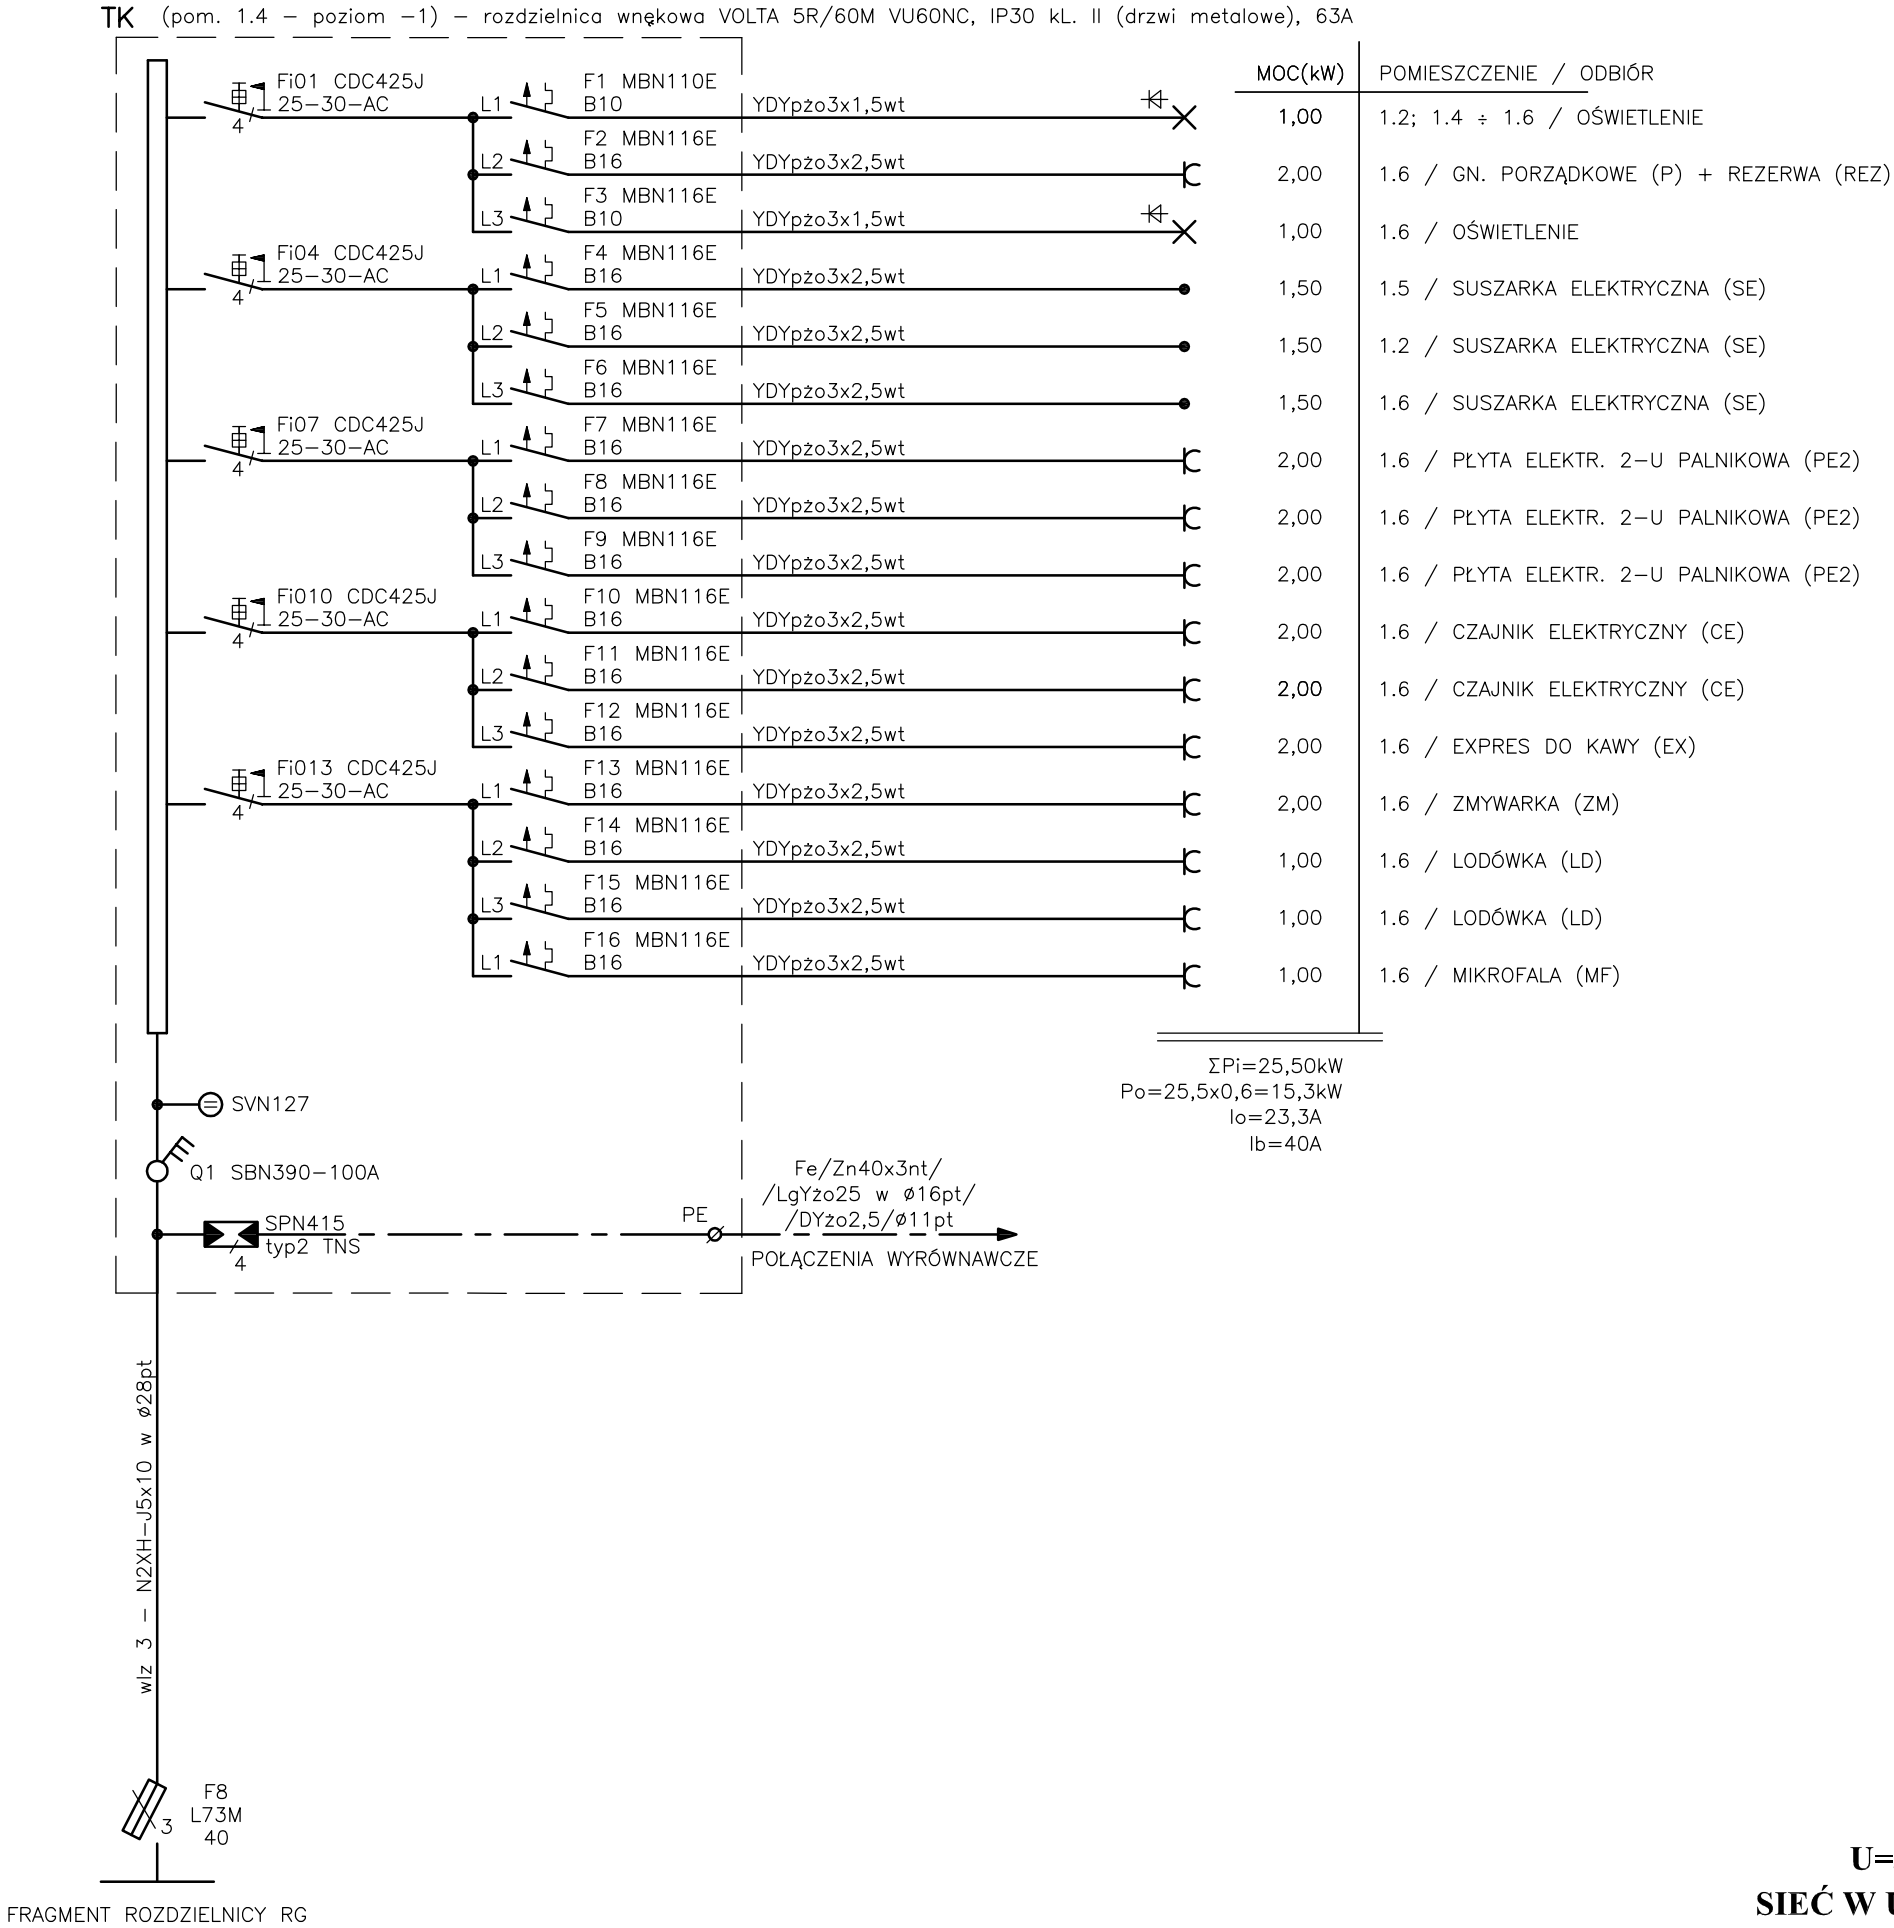 TK (pom. 1.4 – poziom –1) – rozdzielnica wnękowa VOLTA 5R/60M VU60NC, IP30 kL. II (drzwi metalowe), 63A
MOC(kW) POMIESZCZENIE / ODBIÓR
Fi01 CDC425J
25–30–AC
4
L1
F1 MBN110E
B10
YDYpżo3x1,5wt
1,00
1.2; 1.4 ÷ 1.6 / OŚWIETLENIE
L2
F2 MBN116E
B16
YDYpżo3x2,5wt
2,00
1.6 / GN. PORZĄDKOWE (P) + REZERWA (REZ)
L3
F3 MBN116E
B10
YDYpżo3x1,5wt
1,00
1.6 / OŚWIETLENIE
Fi04 CDC425J
25–30–AC
4
L1
F4 MBN116E
B16
YDYpżo3x2,5wt
1,50
1.5 / SUSZARKA ELEKTRYCZNA (SE)
L2
F5 MBN116E
B16
YDYpżo3x2,5wt
1,50
1.2 / SUSZARKA ELEKTRYCZNA (SE)
L3
F6 MBN116E
B16
YDYpżo3x2,5wt
1,50
1.6 / SUSZARKA ELEKTRYCZNA (SE)
Fi07 CDC425J
25–30–AC
4
L1
F7 MBN116E
B16
YDYpżo3x2,5wt
2,00
1.6 / PŁYTA ELEKTR. 2–U PALNIKOWA (PE2)
L2
F8 MBN116E
B16
YDYpżo3x2,5wt
2,00
1.6 / PŁYTA ELEKTR. 2–U PALNIKOWA (PE2)
L3
F9 MBN116E
B16
YDYpżo3x2,5wt
2,00
1.6 / PŁYTA ELEKTR. 2–U PALNIKOWA (PE2)
Fi010 CDC425J
25–30–AC
4
L1
F10 MBN116E
B16
YDYpżo3x2,5wt
2,00
1.6 / CZAJNIK ELEKTRYCZNY (CE)
L2
F11 MBN116E
B16
YDYpżo3x2,5wt
2,00
1.6 / CZAJNIK ELEKTRYCZNY (CE)
L3
F12 MBN116E
B16
YDYpżo3x2,5wt
2,00
1.6 / EXPRES DO KAWY (EX)
Fi013 CDC425J
25–30–AC
4
L1
F13 MBN116E
B16
YDYpżo3x2,5wt
2,00
1.6 / ZMYWARKA (ZM)
L2
F14 MBN116E
B16
YDYpżo3x2,5wt
1,00
1.6 / LODÓWKA (LD)
L3
F15 MBN116E
B16
YDYpżo3x2,5wt
1,00
1.6 / LODÓWKA (LD)
L1
F16 MBN116E
B16
YDYpżo3x2,5wt
1,00
1.6 / MIKROFALA (MF)
ΣPi=25,50kW
Po=25,5x0,6=15,3kW
Io=23,3A
Ib=40A
SVN127
Q1 SBN390–100A
SPN415
typ2 TNS
4
PE
Fe/Zn40x3nt/
/LgYżo25 w ø16pt/
/DYżo2,5/ø11pt
POŁĄCZENIA WYRÓWNAWCZE
wlz 3 – N2XH–J5x10 w ø28pt
F8
L73M
40
3
FRAGMENT ROZDZIELNICY RG
U=
SIEĆ W